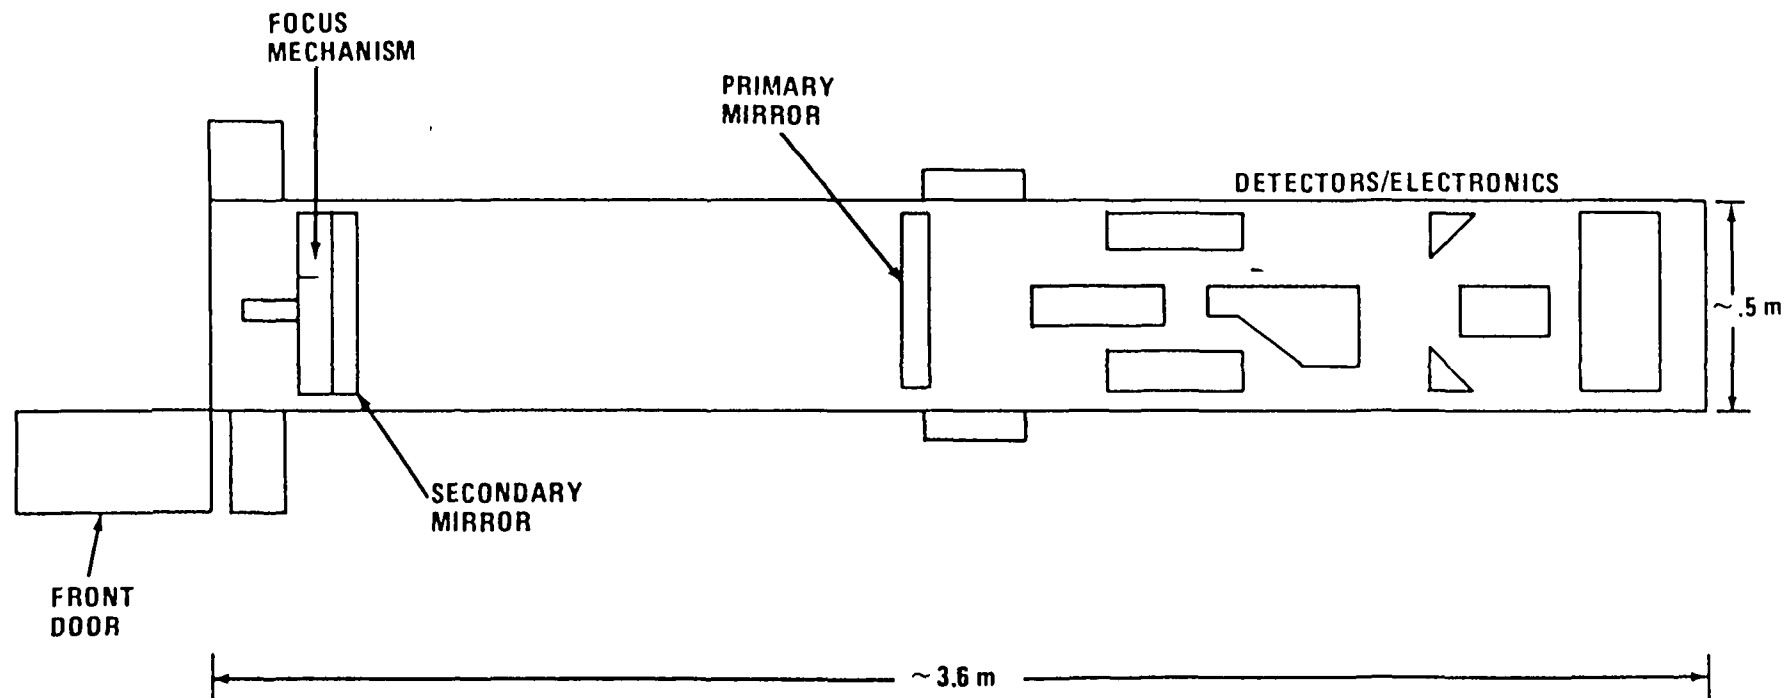 FOCUS
MECHANISM
PRIMARY
MIRROR
DETECTORS/ELECTRONICS
~ .5 m
SECONDARY
MIRROR
FRONT
DOOR
~ 3,6 m